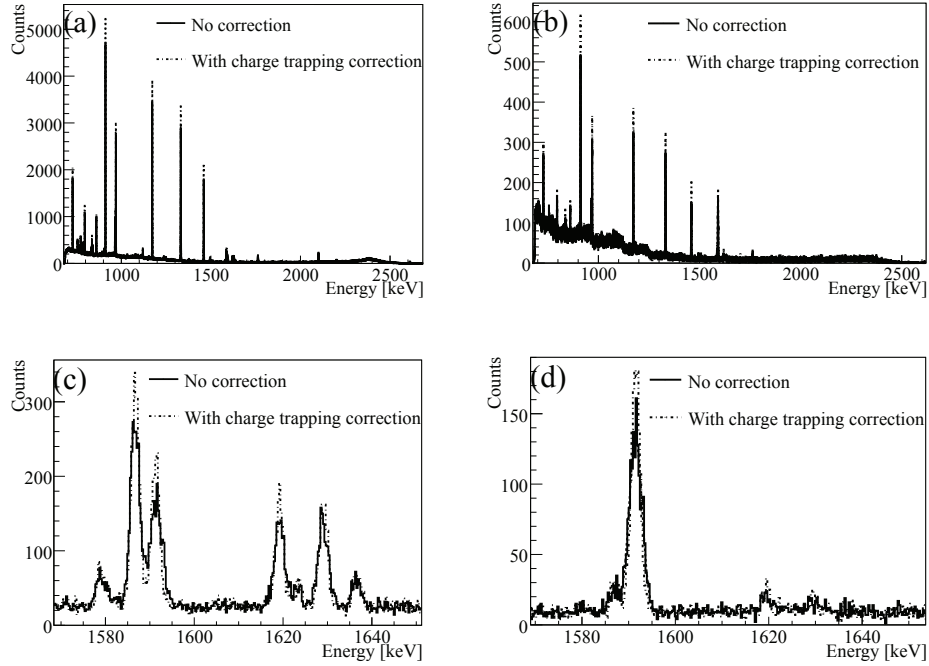 (a)
Counts
No correction
With charge trapping correction
5000
4000
3000
2000
1000
0
1000 1500 2000 2500
Energy [keV]
(b)
Counts
No correction
With charge trapping correction
600
500
400
300
200
100
0
1000 1500 2000 2500
Energy [keV]
(c)
Counts
No correction
With charge trapping correction
300
200
100
0
1580 1600 1620 1640
Energy [keV]
(d)
Counts
No correction
With charge trapping correction
150
100
50
0
1580 1600 1620 1640
Energy [keV]